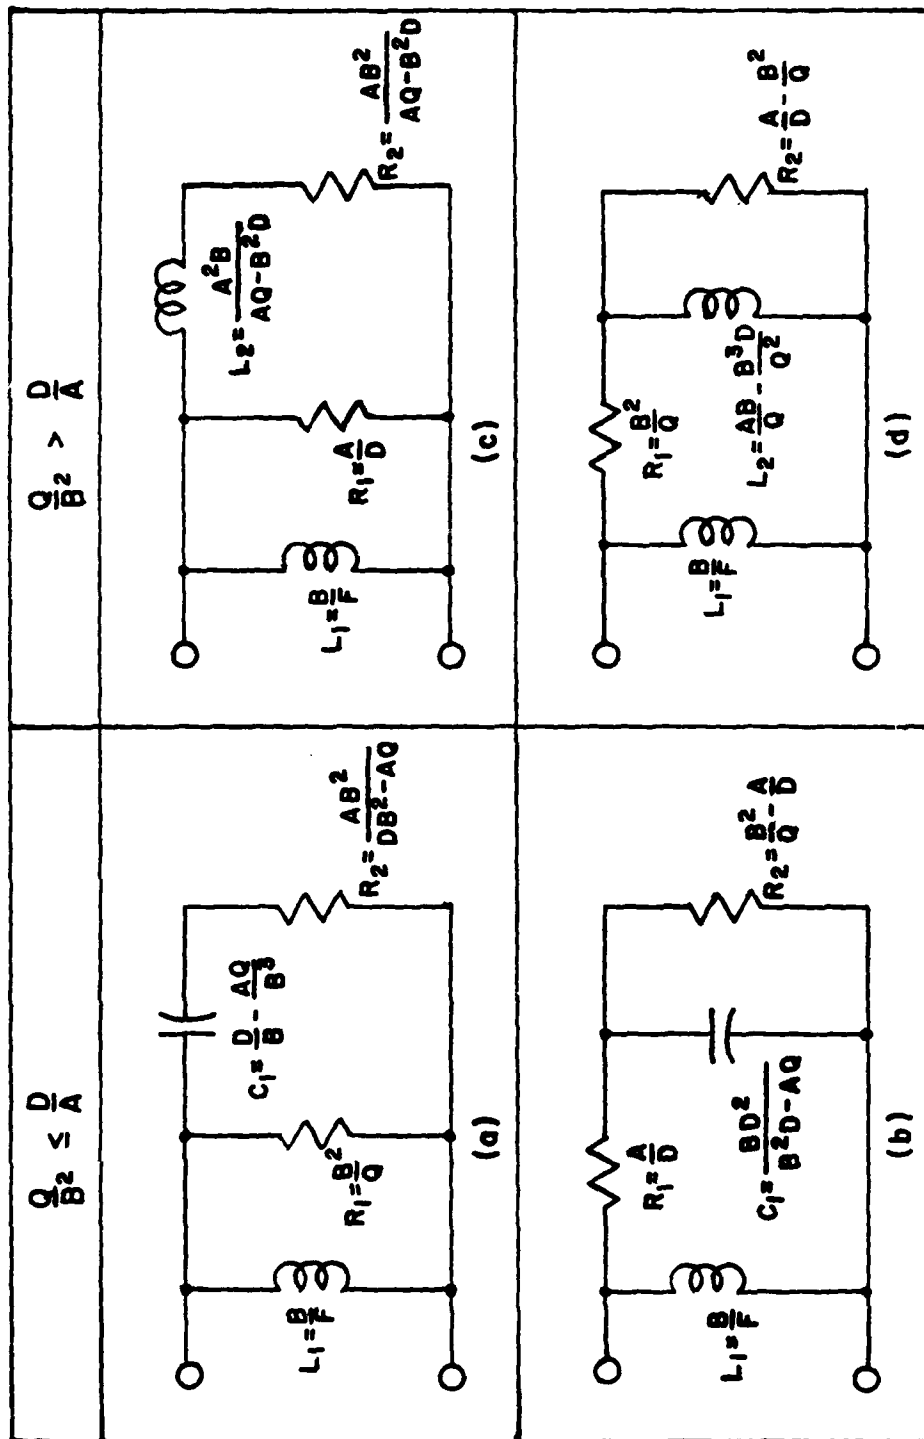 Q/B² ≤ D/A
Q/B² > D/A
L₁=B/F
R₁=B²/Q
C₁=D/B-AQ/B³
R₂=AB²/DB²-AQ
(a)
L₁=B/F
R₁=A/D
L₂=A²B/AQ-B²D
R₂=AB²/AQ-B²D
(c)
L₁=B/F
R₁=A/D
C₁=BD²/B²D-AQ
R₂=B²/Q-A/D
(b)
L₁=B/F
R₁=B²/Q
L₂=AB/Q-B³D/Q²
R₂=A/D-B²/Q
(d)